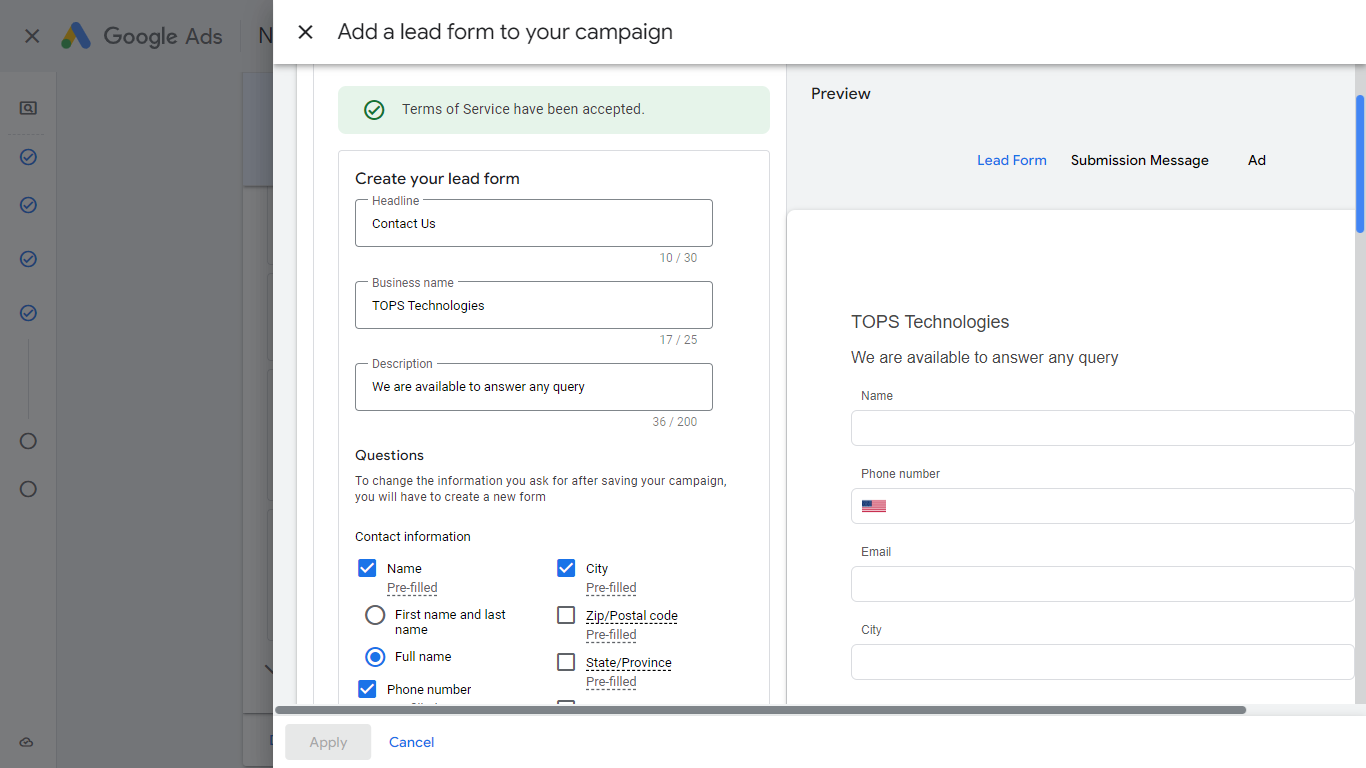 Google Ads
N
Add a lead form to your campaign
Terms of Service have been accepted.
Create your lead form
Headline
Contact Us
10 / 30
Business name
TOPS Technologies
17 / 25
Description
We are available to answer any query
36 / 200
Questions
To change the information you ask for after saving your campaign,
you will have to create a new form
Contact information
Name
Pre-filled
First name and last
name
Full name
Phone number
City
Pre-filled
Zip/Postal code
Pre-filled
State/Province
Pre-filled
Apply
Cancel
Preview
Lead Form
Submission Message
Ad
TOPS Technologies
We are available to answer any query
Name
Phone number
Email
City